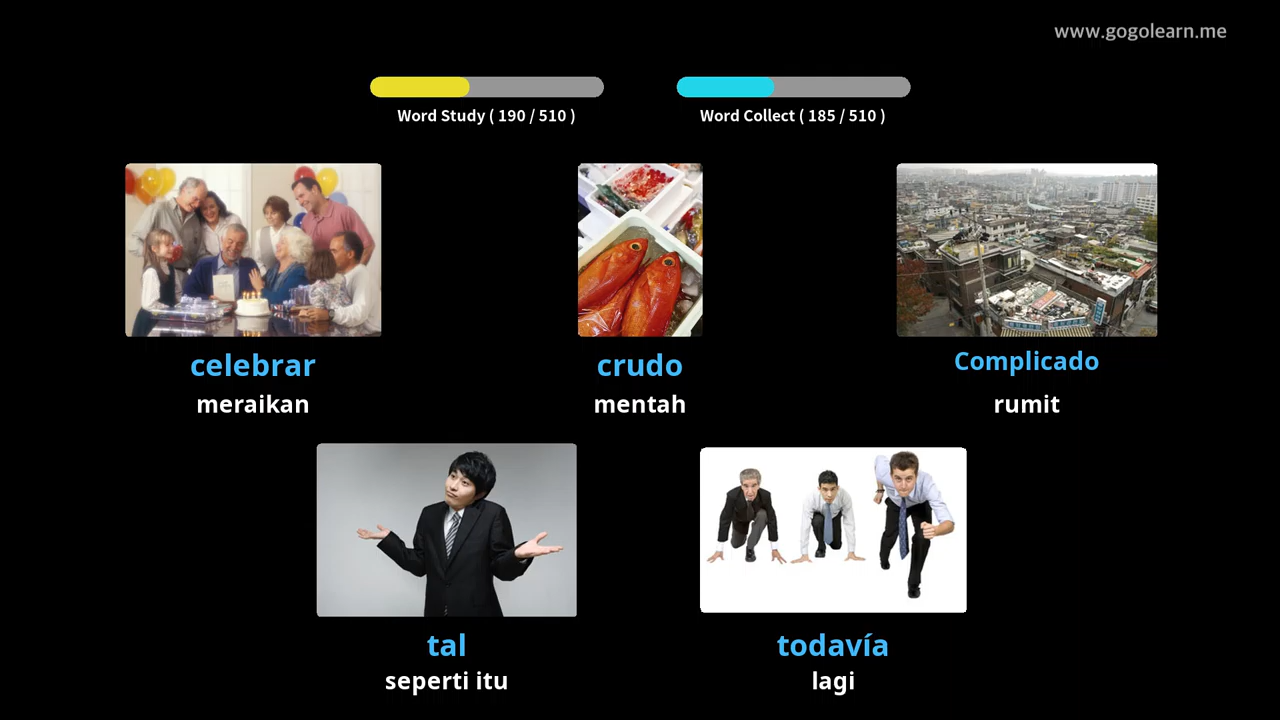 www.gogolearn.me
Word Study ( 190 / 510 )
Word Collect ( 185 / 510 )
celebrar
meraikan
crudo
mentah
Complicado
rumit
tal
seperti itu
todavía
lagi